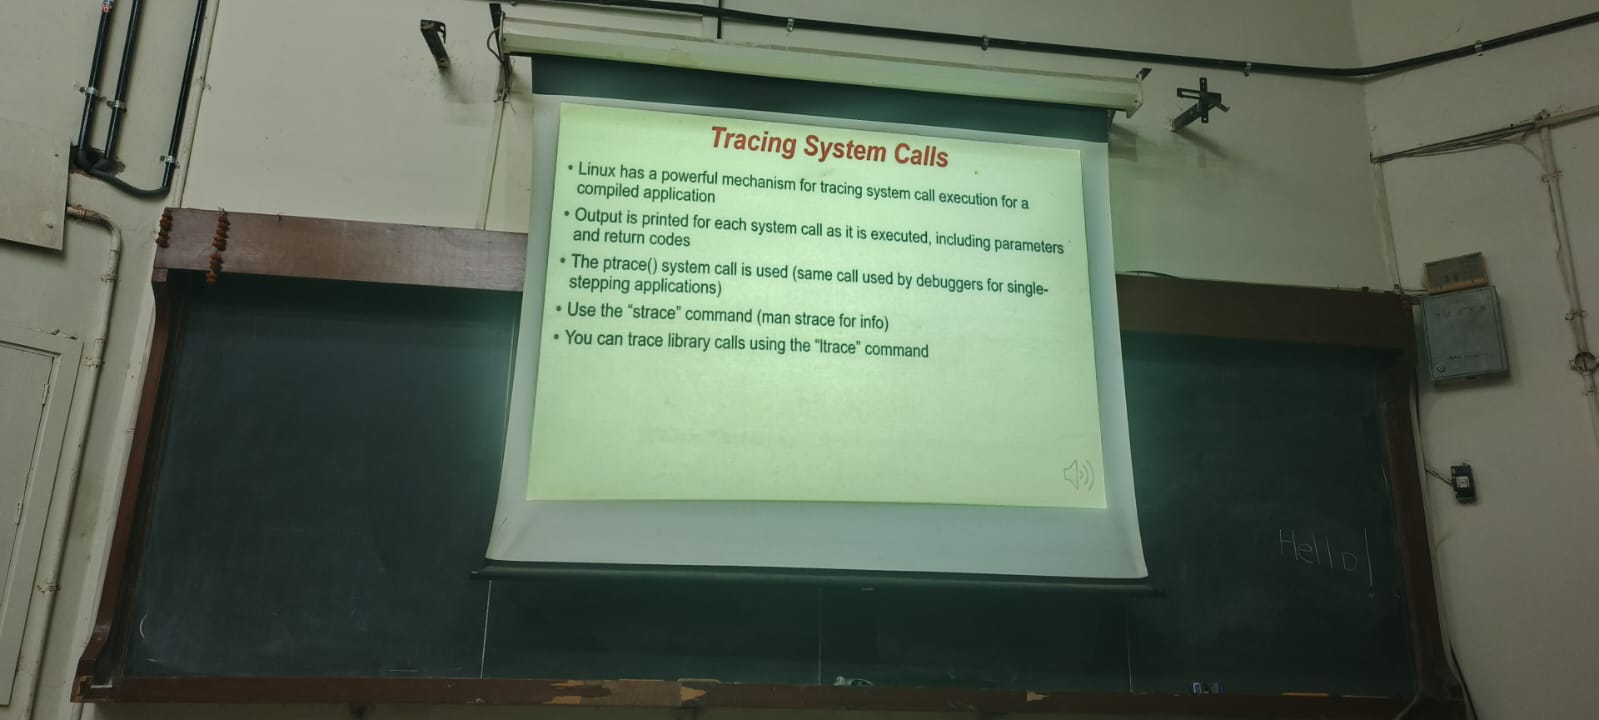 Tracing System Calls
• Linux has a powerful mechanism for tracing system call execution for a
compiled application
• Output is printed for each system call as it is executed, including parameters
and return codes
• The ptrace() system call is used (same call used by debuggers for single-
stepping applications)
• Use the “strace” command (man strace for info)
• You can trace library calls using the “ltrace” command
Hello!